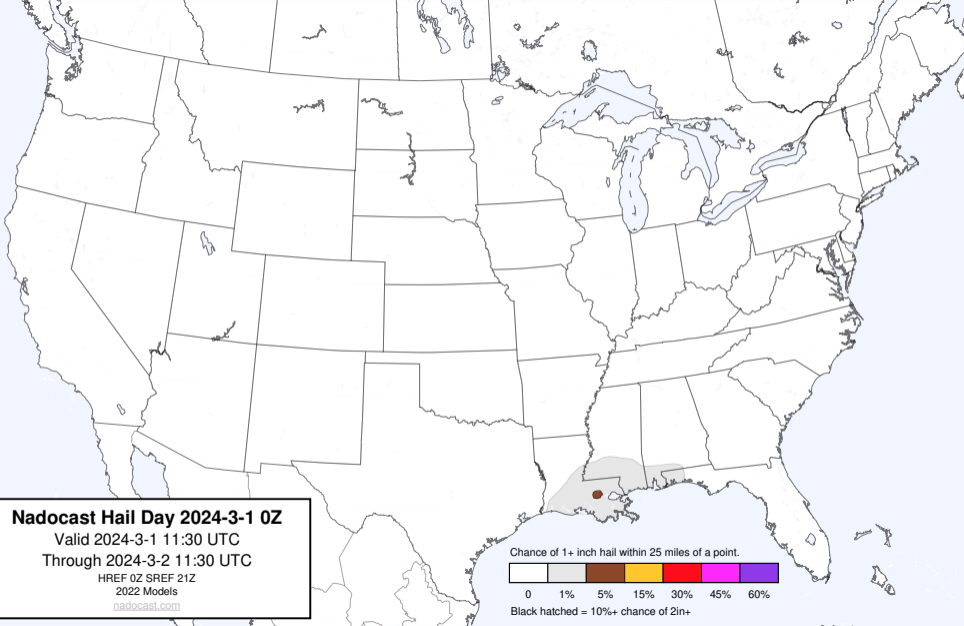 Nadocast Hail Day 2024-3-1 0Z
Valid 2024-3-1 11:30 UTC
Through 2024-3-2 11:30 UTC
HREF 0Z SREF 21Z
2022 Models
nadocast.com
Chance of 1+ inch hail within 25 miles of a point.
0 1% 5% 15% 30% 45% 60%
Black hatched = 10%+ chance of 2in+